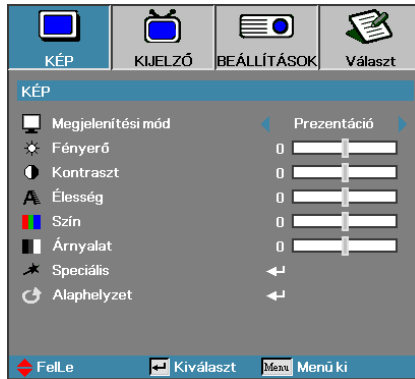 KÉP KIJELZŐ BEÁLLÍTÁSOK Választ
KÉP
Megjelenítési mód Prezentáció
Fényerő 0
Kontraszt 0
Élesség 0
Szín 0
Árnyalat 0
Speciális
Alaphelyzet
FelLe Kiválaszt Menu Menü ki